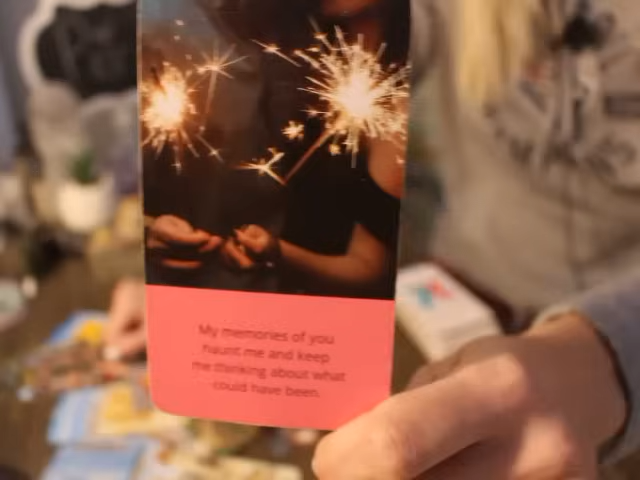 My memories of you
haunt me and keep
me thinking about what
could have been.